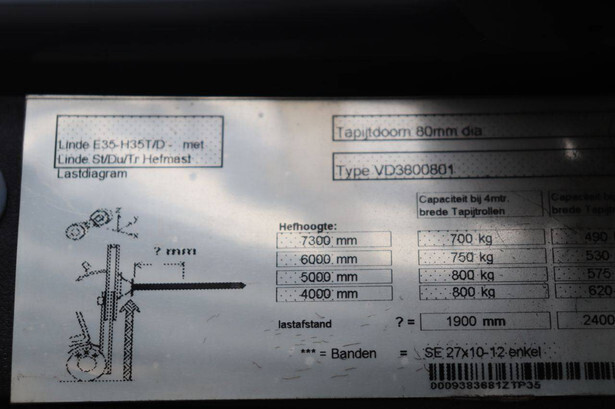 Linde E35-H35T/D - met
Linde St/Du/Tr Hefmast
Lastdiagram
Tapijtdoorn 80mm dia
Type VD3800801
Capaciteit bij 4mtr. brede Tapijtrollen
Hefhoogte:
7300 mm 700 kg 490
6000 mm 750 kg 530
5000 mm 800 kg 575
4000 mm 800 kg 620
? mm
lastafstand ? = 1900 mm 2400
*** = Banden = SE 27x10-12 enkel
0009383681ZTP35